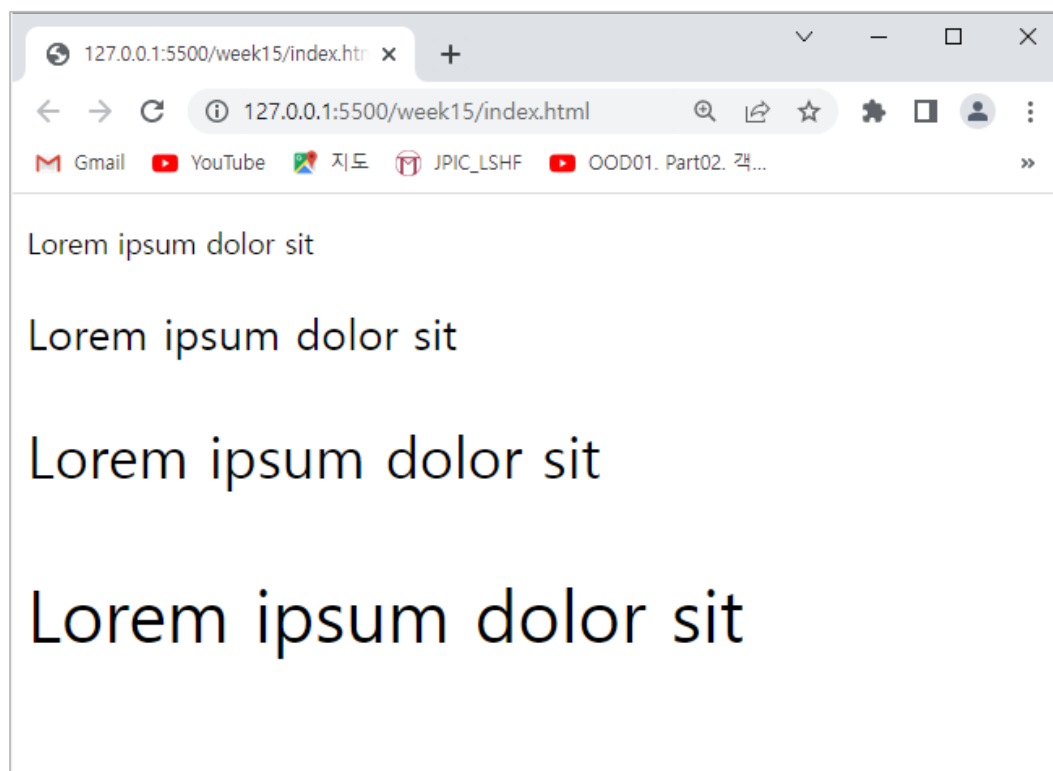 127.0.0.1:5500/week15/index.htm
127.0.0.1:5500/week15/index.html
Gmail YouTube 지도 JPIC_LSHF OOD01. Part02. 객... »
Lorem ipsum dolor sit
Lorem ipsum dolor sit
Lorem ipsum dolor sit
Lorem ipsum dolor sit